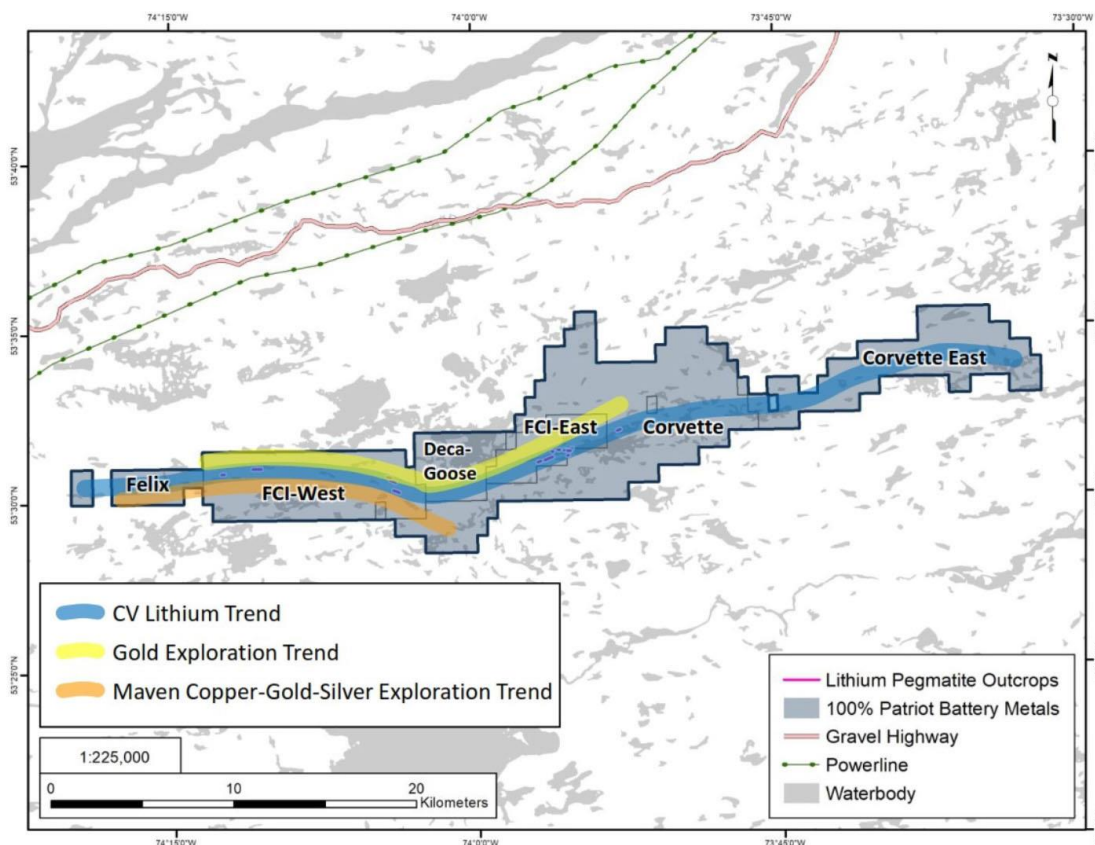 74°15'0"W
74°0'0"W
73°45'0"W
73°30'0"W
N
53°40'0"N
53°35'0"N
53°30'0"N
53°25'0"N
Corvette East
FCI-East
Corvette
Deca-
Goose
Felix
FCI-West
CV Lithium Trend
Gold Exploration Trend
Maven Copper-Gold-Silver Exploration Trend
1:225,000
0 10 20
Kilometers
Lithium Pegmatite Outcrops
100% Patriot Battery Metals
Gravel Highway
Powerline
Waterbody
74°15'0"W
74°0'0"W
73°45'0"W